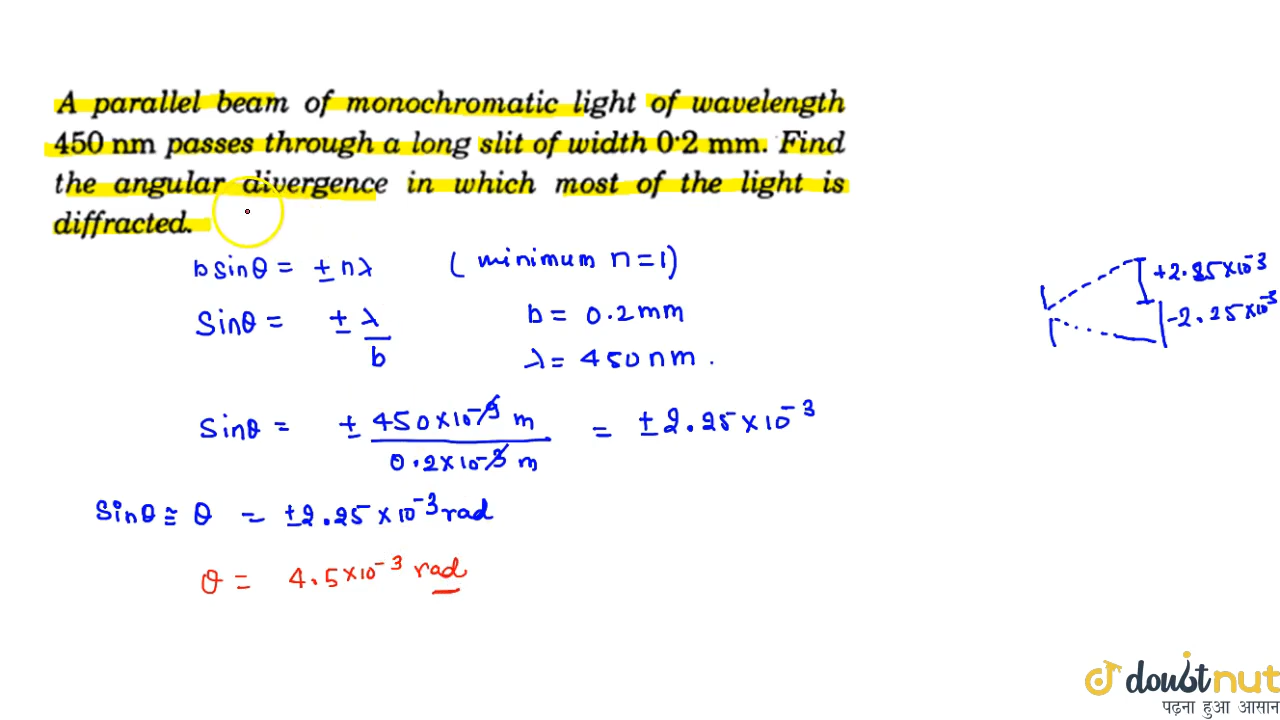 A parallel beam of monochromatic light of wavelength
450 nm passes through a long slit of width 0·2 mm. Find
the angular divergence in which most of the light is
diffracted.
b sinθ = ± nλ (minimum n=1)
Sinθ = ± λ/b b = 0.2mm
λ = 450 nm.
Sinθ = ± 450×10⁻⁹ m / 0.2×10⁻³ m = ± 2.25×10⁻³
Sinθ ≅ θ = ±2.25×10⁻³ rad
θ = 4.5×10⁻³ rad
+2.25×10⁻³
-2.25×10⁻³
doubtnut
पढ़ना हुआ आसान